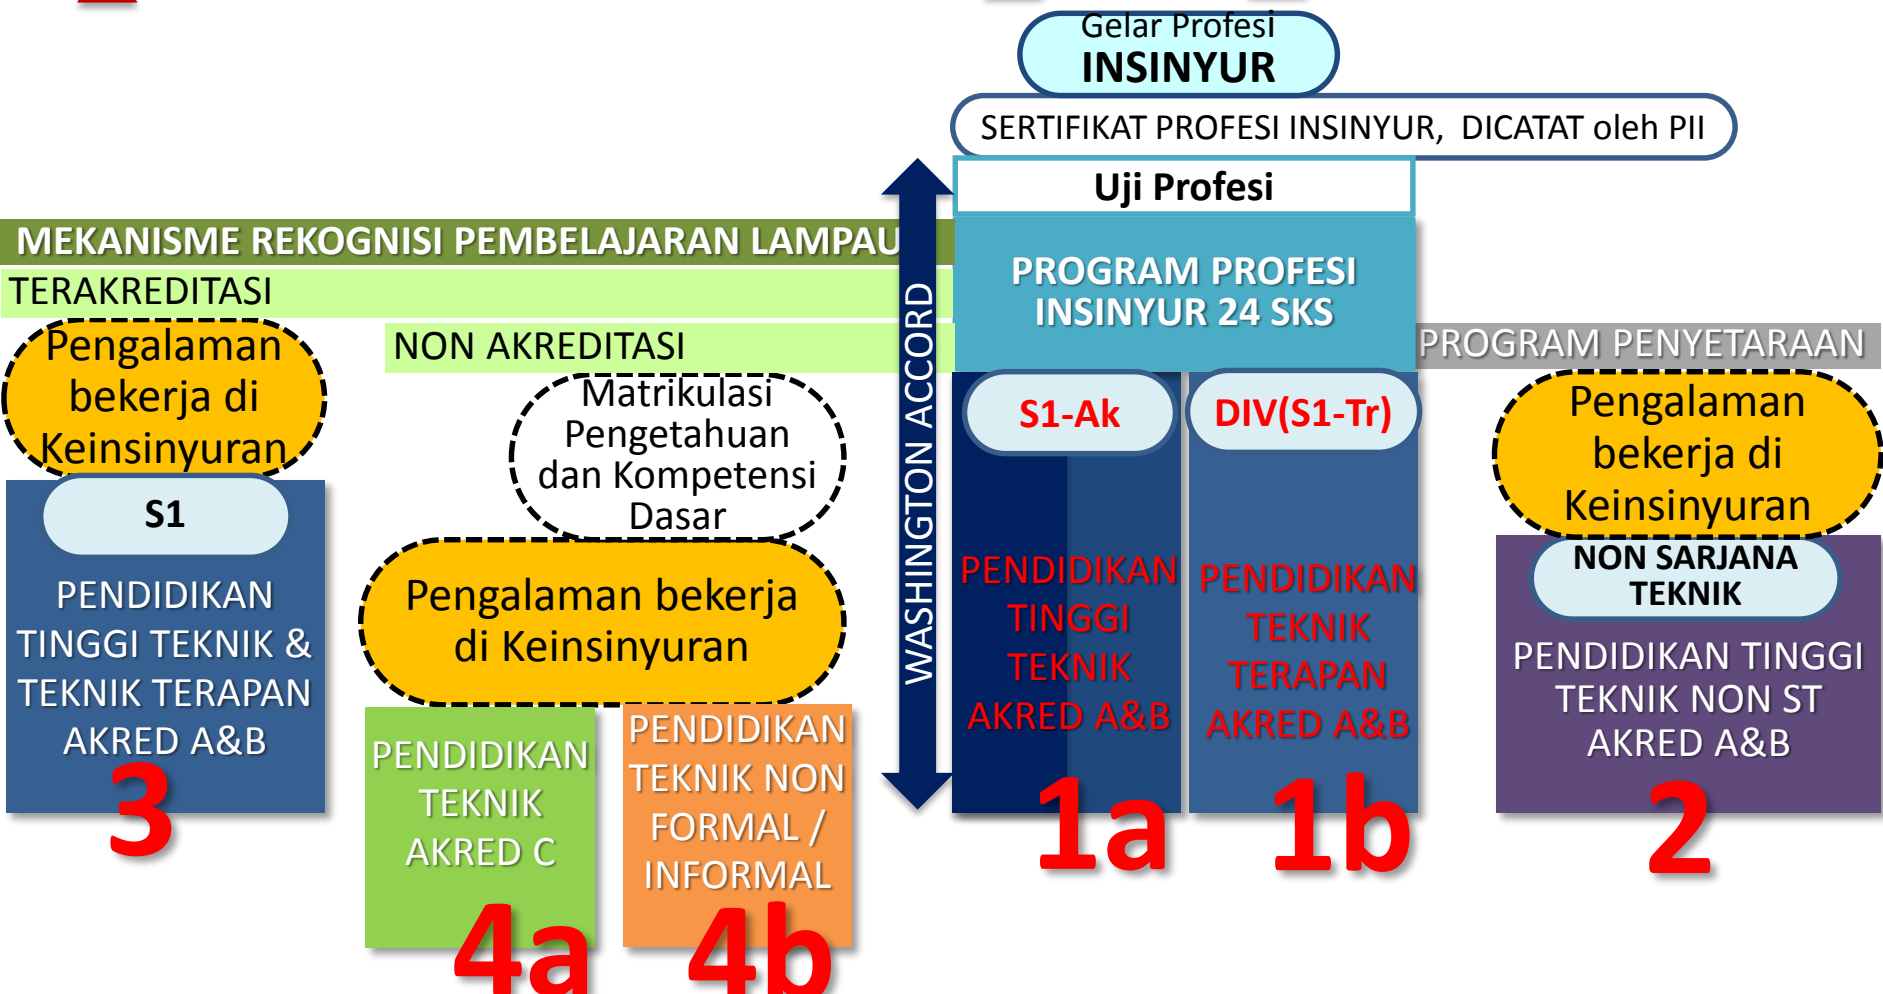 Gelar Profesi
INSINYUR
SERTIFIKAT PROFESI INSINYUR, DICATAT oleh PII
Uji Profesi
MEKANISME REKOGNISI PEMBELAJARAN LAMPAU
TERAKREDITASI
NON AKREDITASI
PROGRAM PROFESI
INSINYUR 24 SKS
PROGRAM PENYETARAAN
WASHINGTON ACCORD
Pengalaman
bekerja di
Keinsinyuran
S1
PENDIDIKAN
TINGGI TEKNIK &
TEKNIK TERAPAN
AKRED A&B
3
Matrikulasi
Pengetahuan
dan Kompetensi
Dasar
Pengalaman bekerja
di Keinsinyuran
PENDIDIKAN
TEKNIK
AKRED C
4a
PENDIDIKAN
TEKNIK NON
FORMAL /
INFORMAL
4b
S1-Ak
PENDIDIKAN
TINGGI
TEKNIK
AKRED A&B
1a
DIV(S1-Tr)
PENDIDIKAN
TEKNIK
TERAPAN
AKRED A&B
1b
Pengalaman
bekerja di
Keinsinyuran
NON SARJANA
TEKNIK
PENDIDIKAN TINGGI
TEKNIK NON ST
AKRED A&B
2